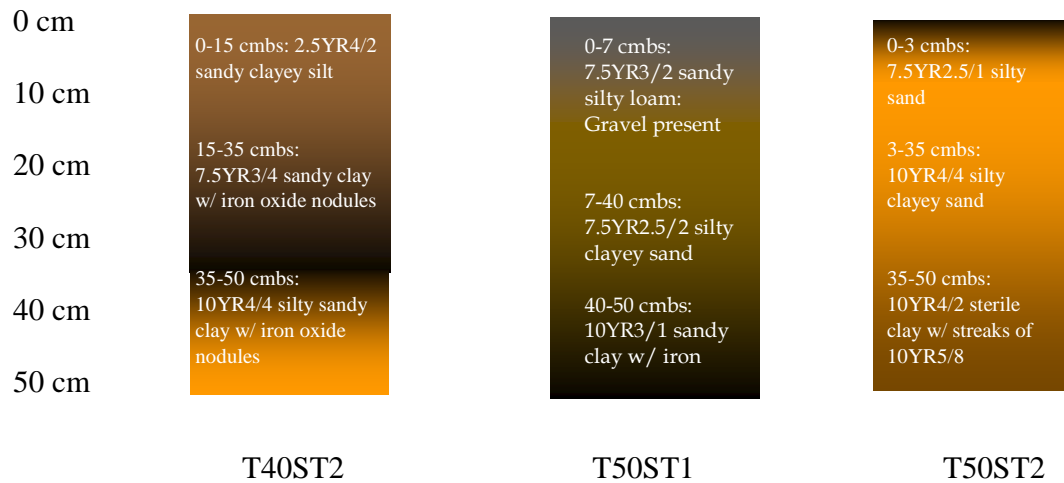 0 cm
10 cm
20 cm
30 cm
40 cm
50 cm
0-15 cmbs: 2.5YR4/2
sandy clayey silt
15-35 cmbs:
7.5YR3/4 sandy clay
w/ iron oxide nodules
35-50 cmbs:
10YR4/4 silty sandy
clay w/ iron oxide
nodules
T40ST2
0-7 cmbs:
7.5YR3/2 sandy
silty loam:
Gravel present
7-40 cmbs:
7.5YR2.5/2 silty
clayey sand
40-50 cmbs:
10YR3/1 sandy
clay w/ iron
T50ST1
0-3 cmbs:
7.5YR2.5/1 silty
sand
3-35 cmbs:
10YR4/4 silty
clayey sand
35-50 cmbs:
10YR4/2 sterile
clay w/ streaks of
10YR5/8
T50ST2